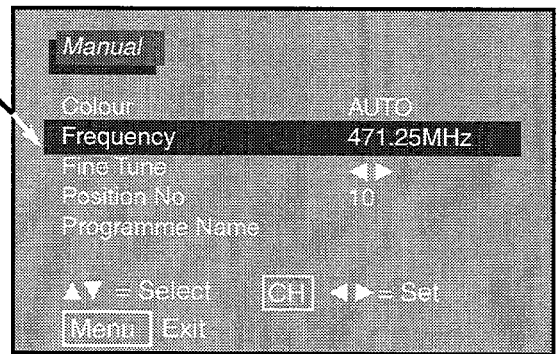 Manual
Colour AUTO
Frequency 471.25MHz
Fine Tune ◀▶
Position No 10
Programme Name
▲▼ = Select CH ◀▶ = Set
Menu Exit